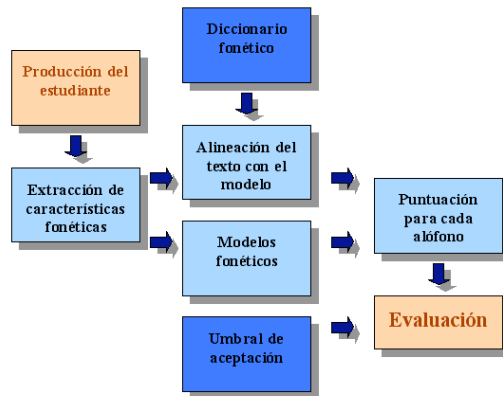 Diccionario
fonético
Producción del
estudiante
Alineación del
texto con el
modelo
Extracción de
características
fonéticas
Puntuación
para cada
alófono
Modelos
fonéticos
Evaluación
Umbral de
aceptación